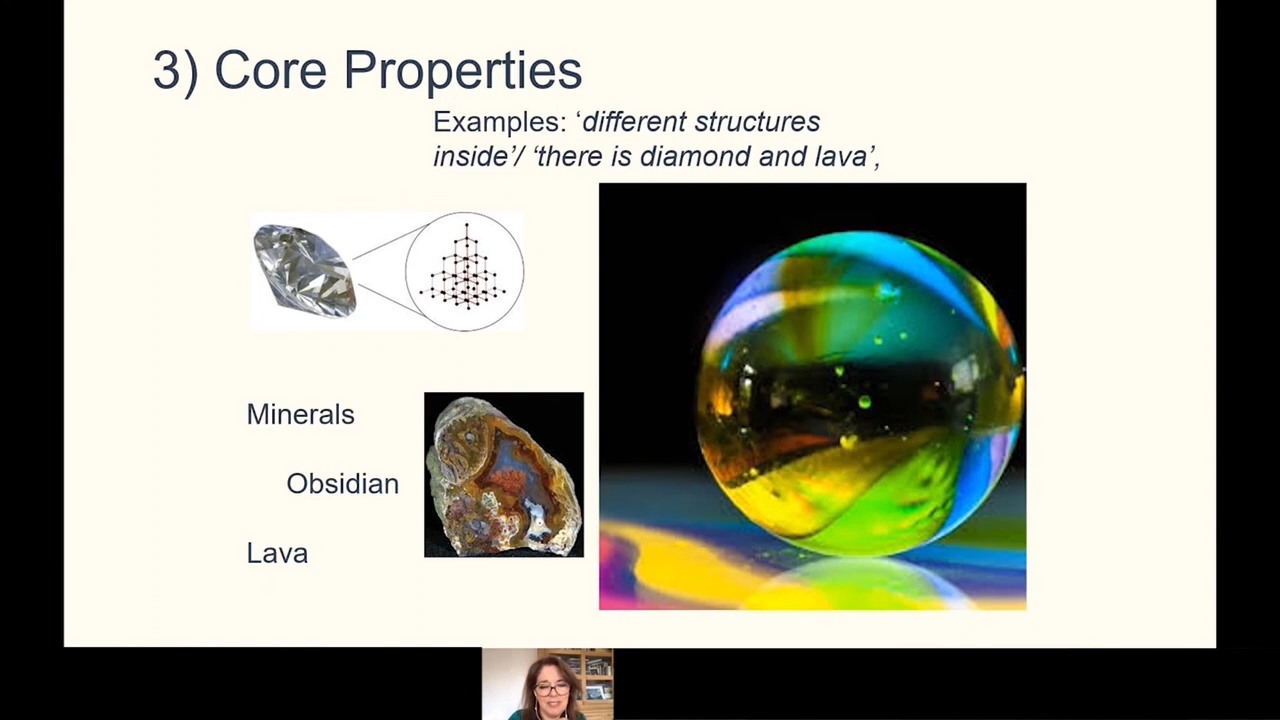 3) Core Properties
Examples: ‘different structures
inside’/ ‘there is diamond and lava’,
Minerals
Obsidian
Lava